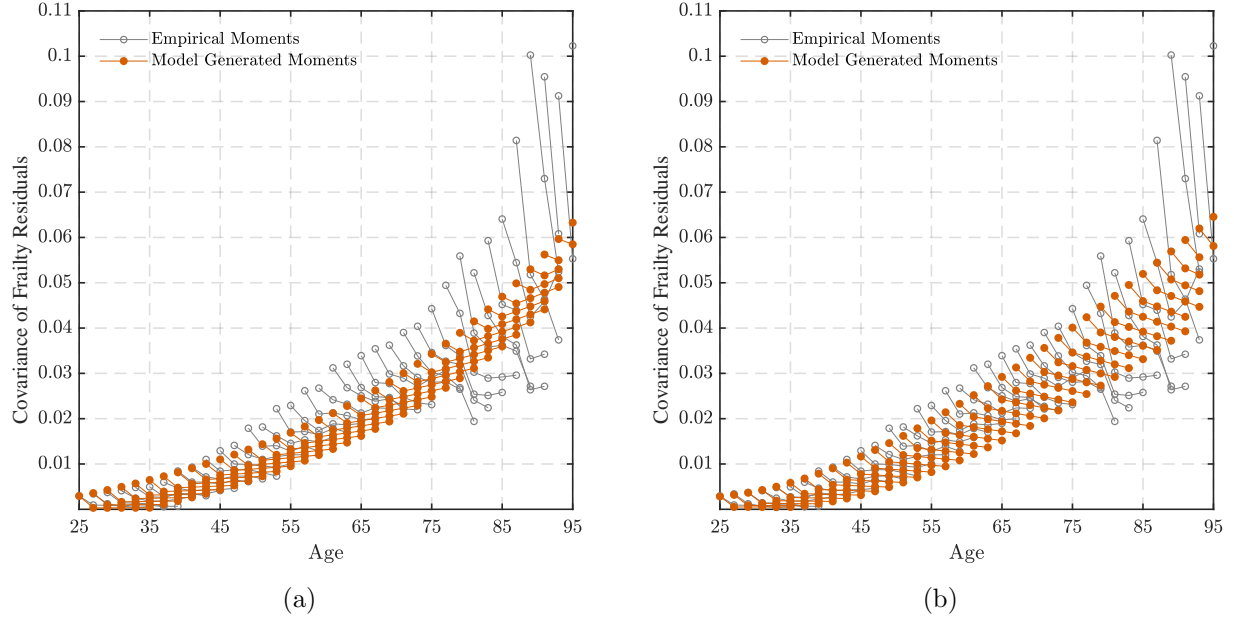 0.11
0.1
0.09
0.08
0.07
0.06
0.05
0.04
0.03
0.02
0.01
Covariance of Frailty Residuals
Empirical Moments
Model Generated Moments
25 35 45 55 65 75 85 95
Age
(a)
0.11
0.1
0.09
0.08
0.07
0.06
0.05
0.04
0.03
0.02
0.01
Covariance of Frailty Residuals
Empirical Moments
Model Generated Moments
25 35 45 55 65 75 85 95
Age
(b)